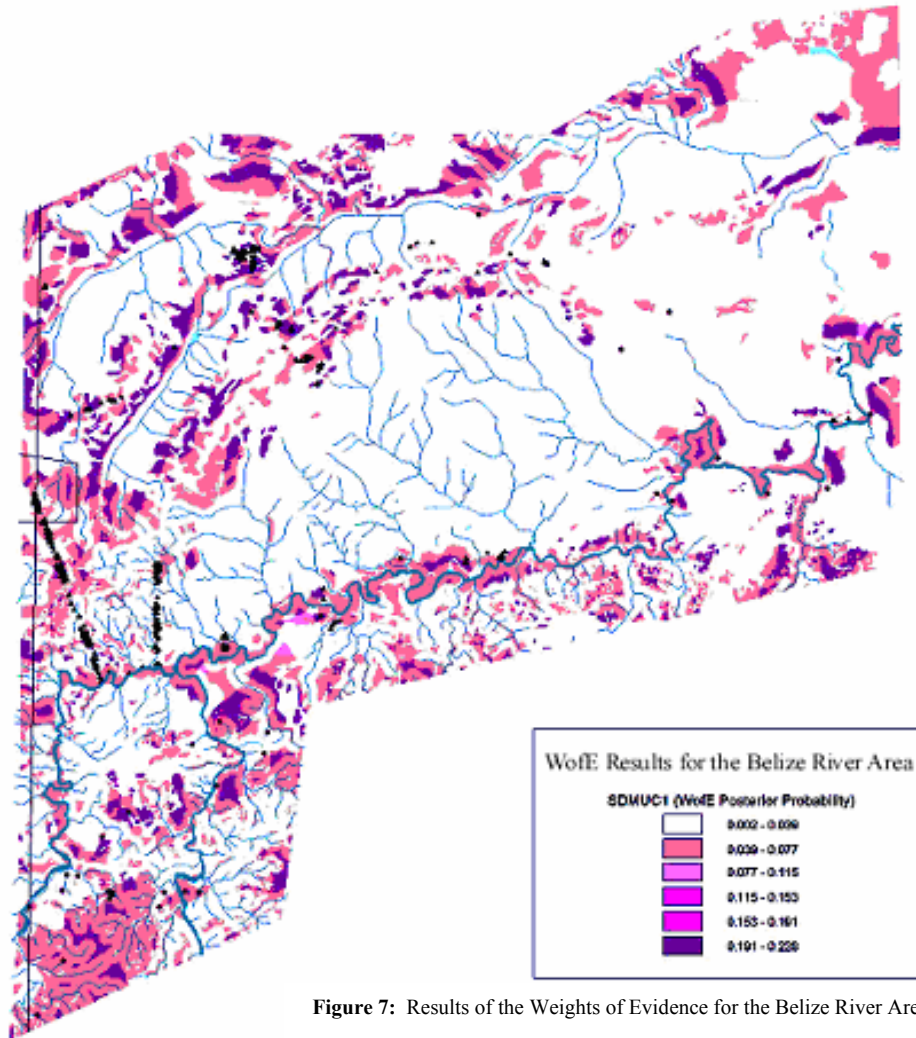 WofE Results for the Belize River Area
SDMUC1 (WofE Posterior Probability)
0.002 - 0.039
0.039 - 0.077
0.077 - 0.115
0.115 - 0.153
0.153 - 0.191
0.191 - 0.228
Figure 7: Results of the Weights of Evidence for the Belize River Are